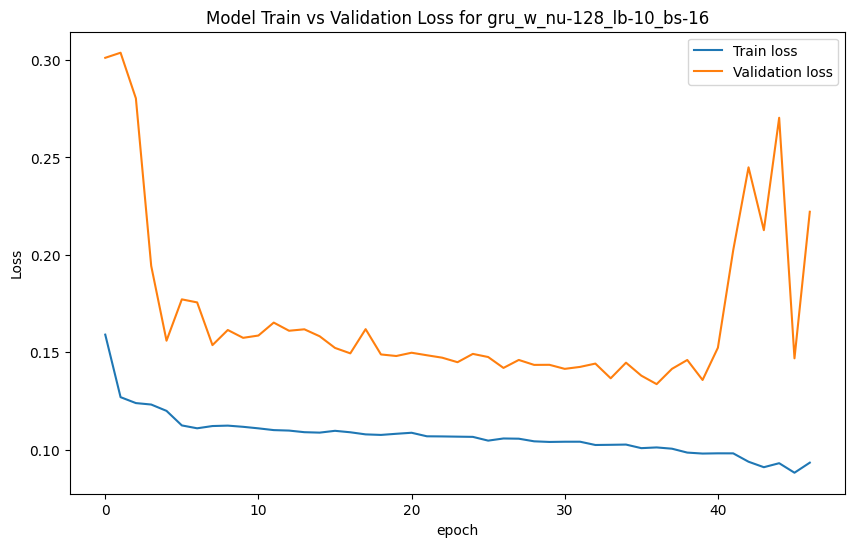 Model Train vs Validation Loss for gru_w_nu-128_lb-10_bs-16
Train loss
Validation loss
0.30
0.25
0.20
0.15
0.10
Loss
0 10 20 30 40
epoch